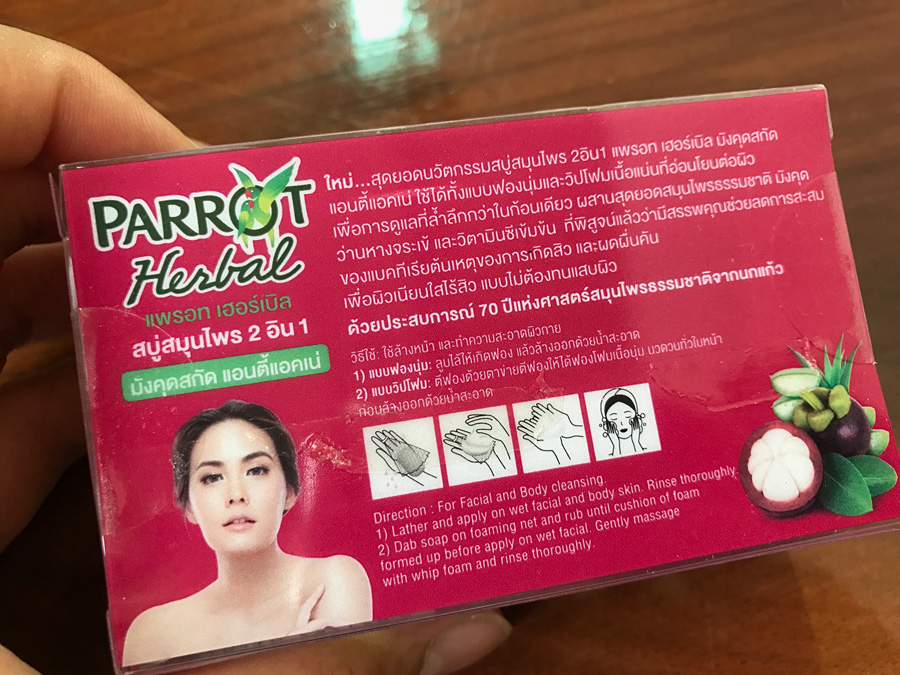 PARROT
Herbal
แพรอท เฮอร์เบิล
สบู่สมุนไพร 2 อิน 1
มังคุดสกัด แอนตี้แอคเน่
ใหม่...สุดยอดนวัตกรรมสบู่สมุนไพร 2อิน1 แพรอท เฮอร์เบิล มังคุดสกัด
แอนตี้แอคเน่ ใช้ได้ทั้งแบบฟองนุ่มและวิปโฟมเนื้อแน่นที่อ่อนโยนต่อผิว
เพื่อการดูแลที่ล้ำลึกกว่าในก้อนเดียว ผสานสุดยอดสมุนไพรธรรมชาติ มังคุด
ว่านหางจระเข้ และวิตามินซีเข้มข้น ที่พิสูจน์แล้วว่ามีสรรพคุณช่วยลดการสะสม
ของแบคทีเรียต้นเหตุของการเกิดสิว และผดผื่นคัน
เพื่อผิวเนียนใสไร้สิว แบบไม่ต้องทนแสบผิว
ด้วยประสบการณ์ 70 ปีแห่งศาสตร์สมุนไพรธรรมชาติจากนกแก้ว
วิธีใช้: ใช้ล้างหน้า และทำความสะอาดผิวกาย
1) แบบฟองนุ่ม: ลูบไล้ให้เกิดฟอง แล้วล้างออกด้วยน้ำสะอาด
2) แบบวิปโฟม: ตีฟองด้วยตาข่ายตีฟองให้ได้ฟองโฟมเนื้อนุ่ม นวดวนทั่วใบหน้า
ก่อนล้างออกด้วยน้ำสะอาด
Direction : For Facial and Body cleansing.
1) Lather and apply on wet facial and body skin. Rinse thoroughly.
2) Dab soap on foaming net and rub until cushion of foam
formed up before apply on wet facial. Gently massage
with whip foam and rinse thoroughly.